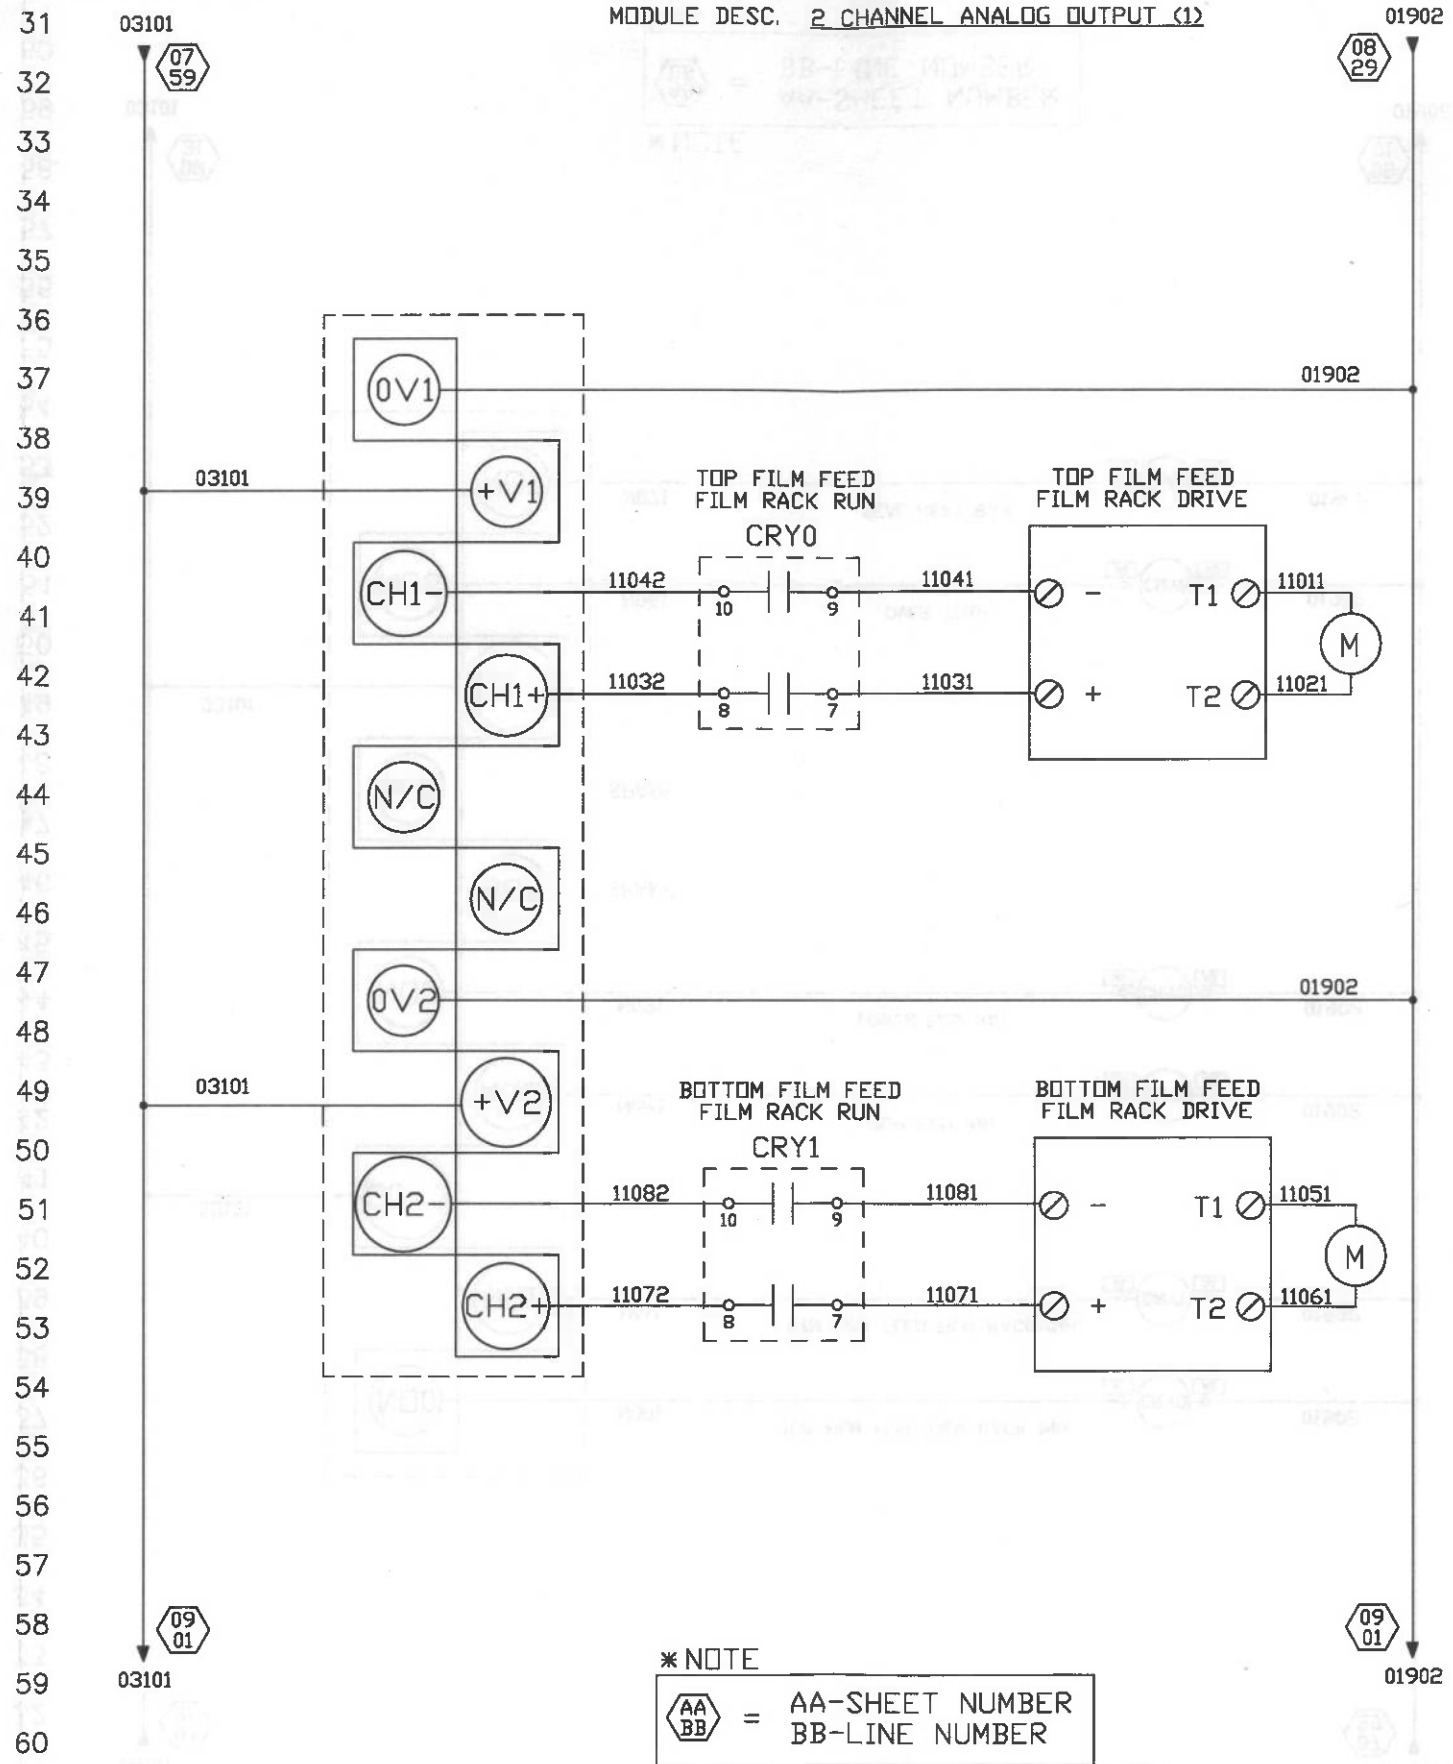 MODULE DESC. 2 CHANNEL ANALOG OUTPUT (1)
31
03101
01902
07
59
08
29
32
33
34
35
36
37
0V1
01902
38
03101
+V1
39
TOP FILM FEED
FILM RACK RUN
CRY0
TOP FILM FEED
FILM RACK DRIVE
40
CH1-
11042
10
9
11041
-
T1
11011
41
M
42
CH1+
11032
8
7
11031
+
T2
11021
43
44
N/C
45
N/C
46
47
0V2
01902
48
49
03101
+V2
BOTTOM FILM FEED
FILM RACK RUN
CRY1
BOTTOM FILM FEED
FILM RACK DRIVE
50
51
CH2-
11082
10
9
11081
-
T1
11051
M
52
CH2+
11072
8
7
11071
+
T2
11061
53
54
55
56
57
58
09
01
09
01
59
03101
01902
*NOTE
AA
BB
=
AA-SHEET NUMBER
BB-LINE NUMBER
60